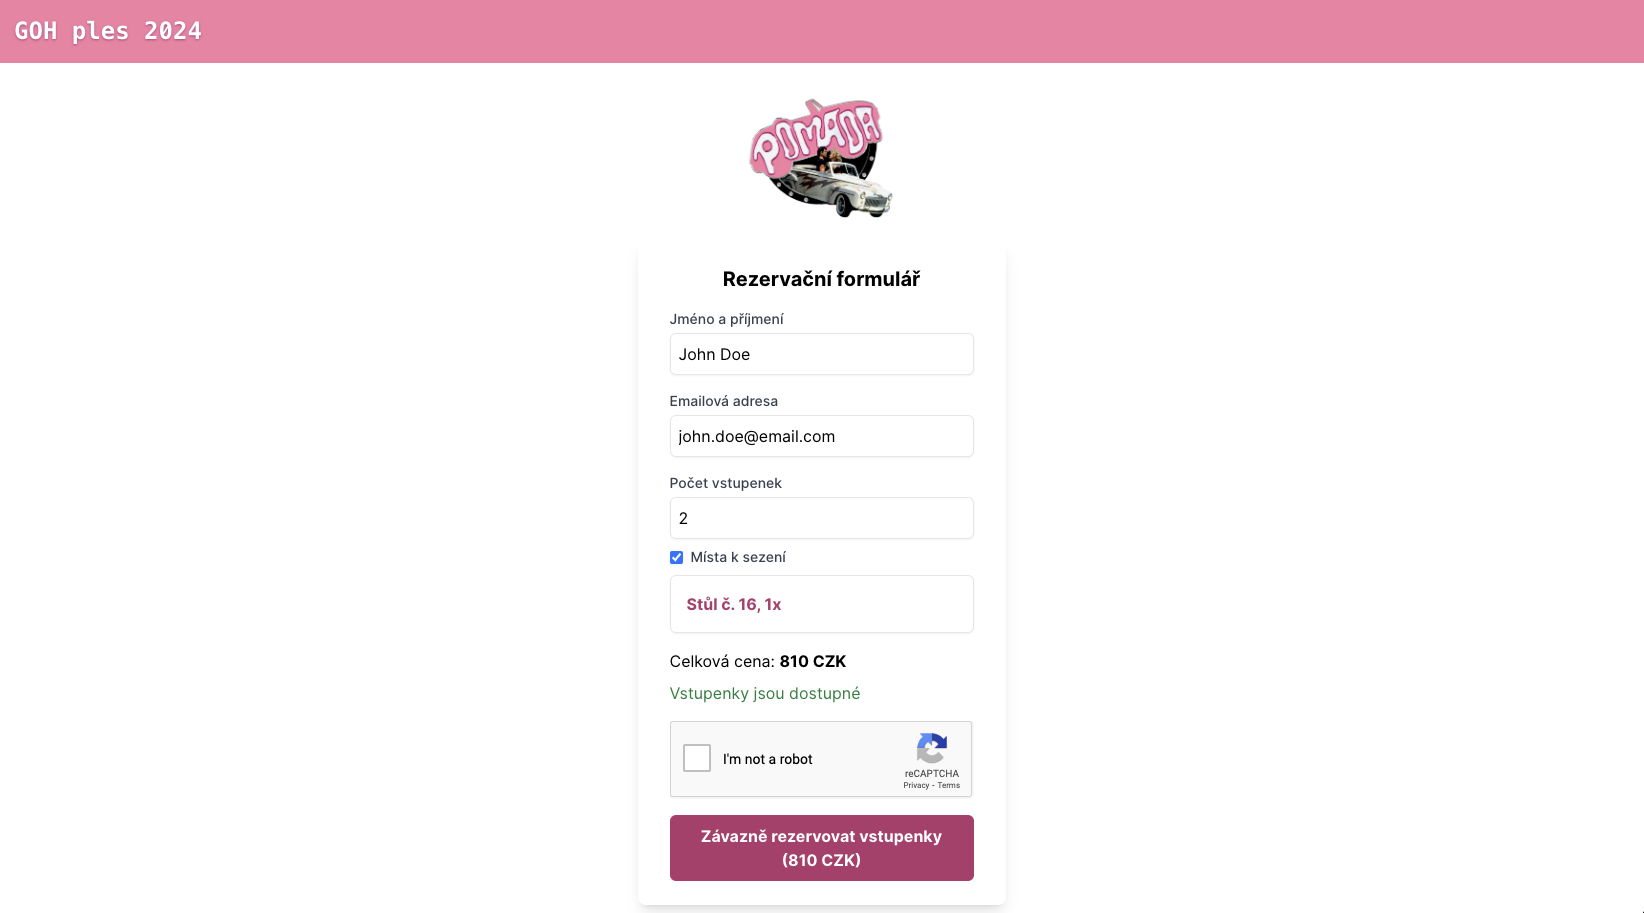 GOH ples 2024
POMADA
Rezervační formulář
Jméno a příjmení
John Doe
Emailová adresa
john.doe@email.com
Počet vstupenek
2
Místa k sezení
Stůl č. 16, 1x
Celková cena: 810 CZK
Vstupenky jsou dostupné
I'm not a robot
reCAPTCHA
Privacy - Terms
Závazně rezervovat vstupenky
(810 CZK)